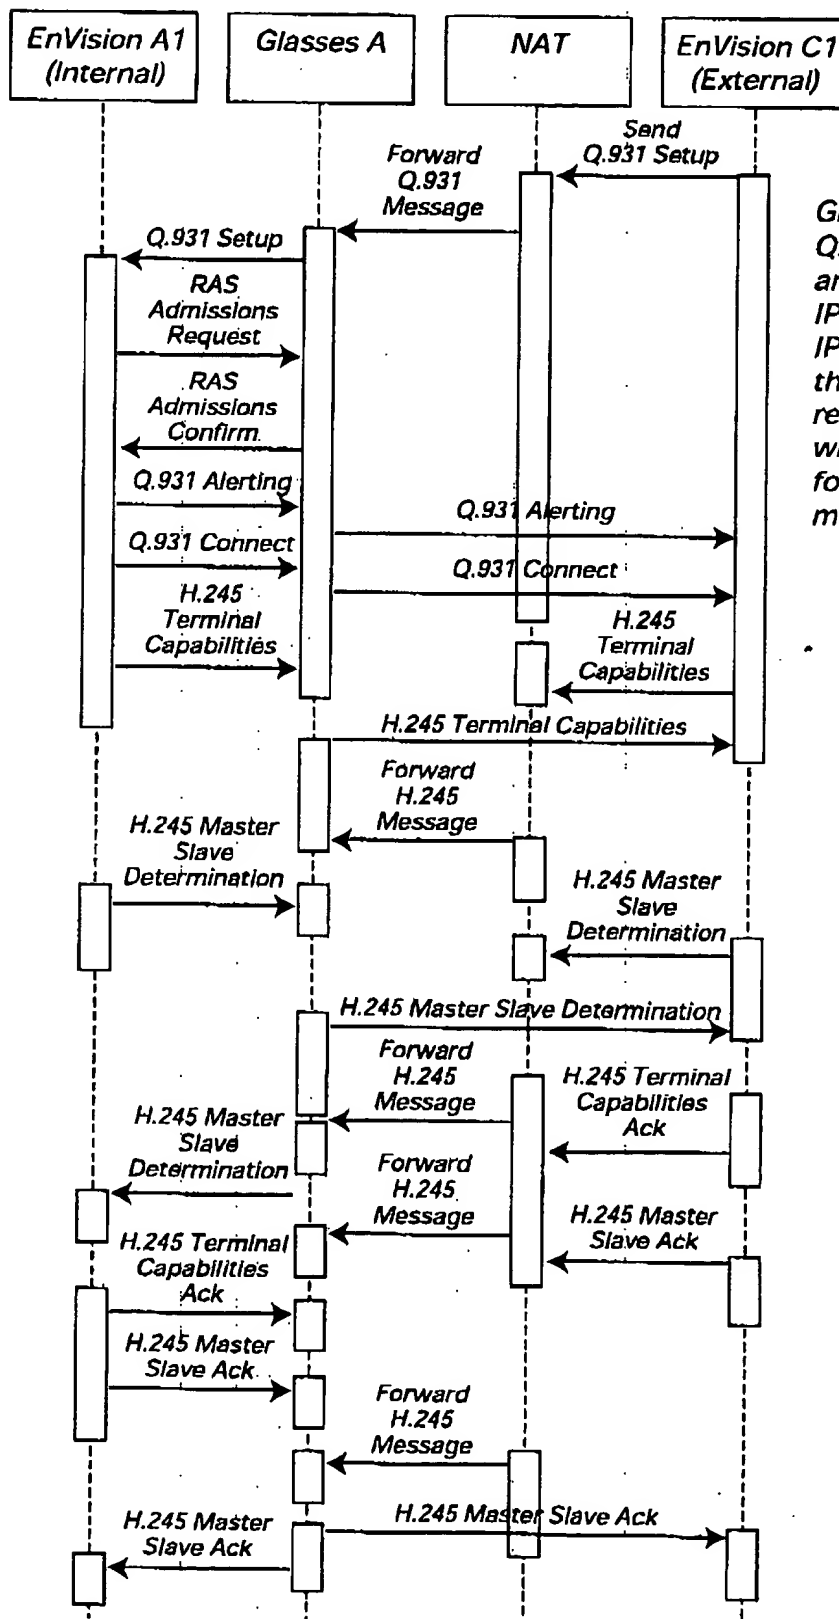 EnVision A1
(Internal)
Glasses A
NAT
EnVision C1
(External)
Send
Q.931 Setup
Forward
Q.931
Message
Q.931 Setup
RAS
Admissions
Request
RAS
Admissions
Confirm
Q.931 Alerting
Q.931 Alerting
Q.931 Connect
Q.931 Connect
H.245
Terminal
Capabilities
H.245
Terminal
Capabilities
H.245 Terminal Capabilities
Forward
H.245
Message
H.245 Master
Slave
Determination
H.245 Master
Slave
Determination
H.245 Master Slave Determination
Forward
H.245
Message
H.245 Terminal
Capabilities
Ack
H.245 Master
Slave
Determination
Forward
H.245
Message
H.245 Master
Slave Ack
H.245 Terminal
Capabilities
Ack
H.245 Master
Slave Ack
Forward
H.245
Message
H.245 Master Slave Ack
H.245 Master
Slave Ack
IP
IP